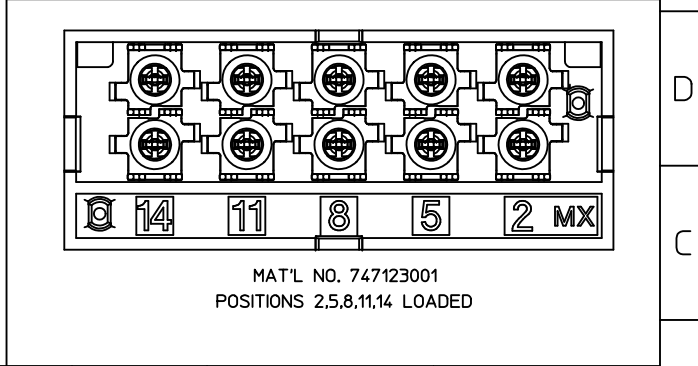 D
14 11 8 5 2 MX
C
MAT'L NO. 747123001
POSITIONS 2,5,8,11,14 LOADED